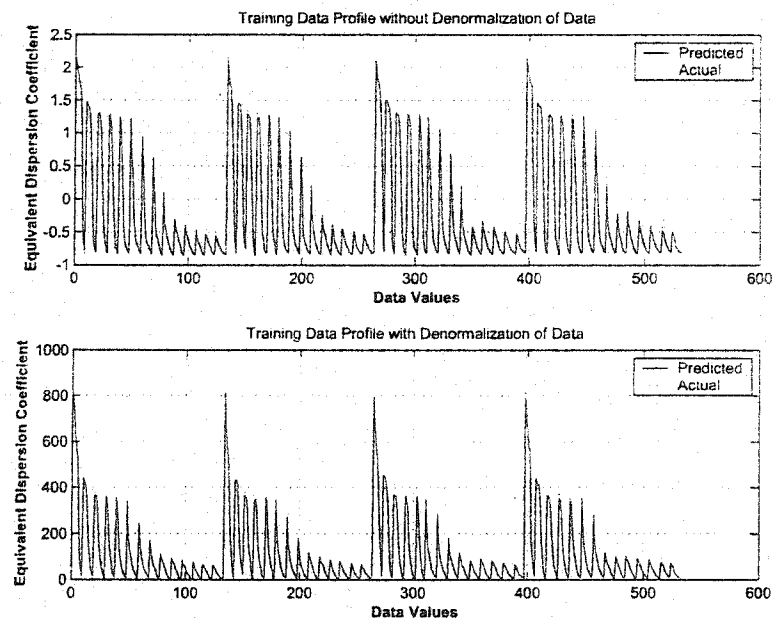 Training Data Profile without Denormalization of Data
Equivalent Dispersion Coefficient
2.5
2
1.5
1
0.5
0
-0.5
-1
Predicted
Actual
0
100
200
300
400
500
600
Data Values
Training Data Profile with Denormalization of Data
Equivalent Dispersion Coefficient
1000
800
600
400
200
0
Predicted
Actual
0
100
200
300
400
500
600
Data Values